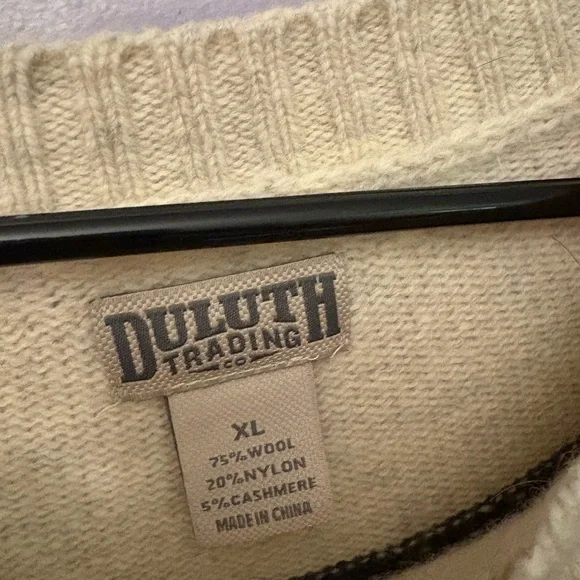 DULUTH
TRADING
CO
XL
75% WOOL
20% NYLON
5% CASHMERE
MADE IN CHINA